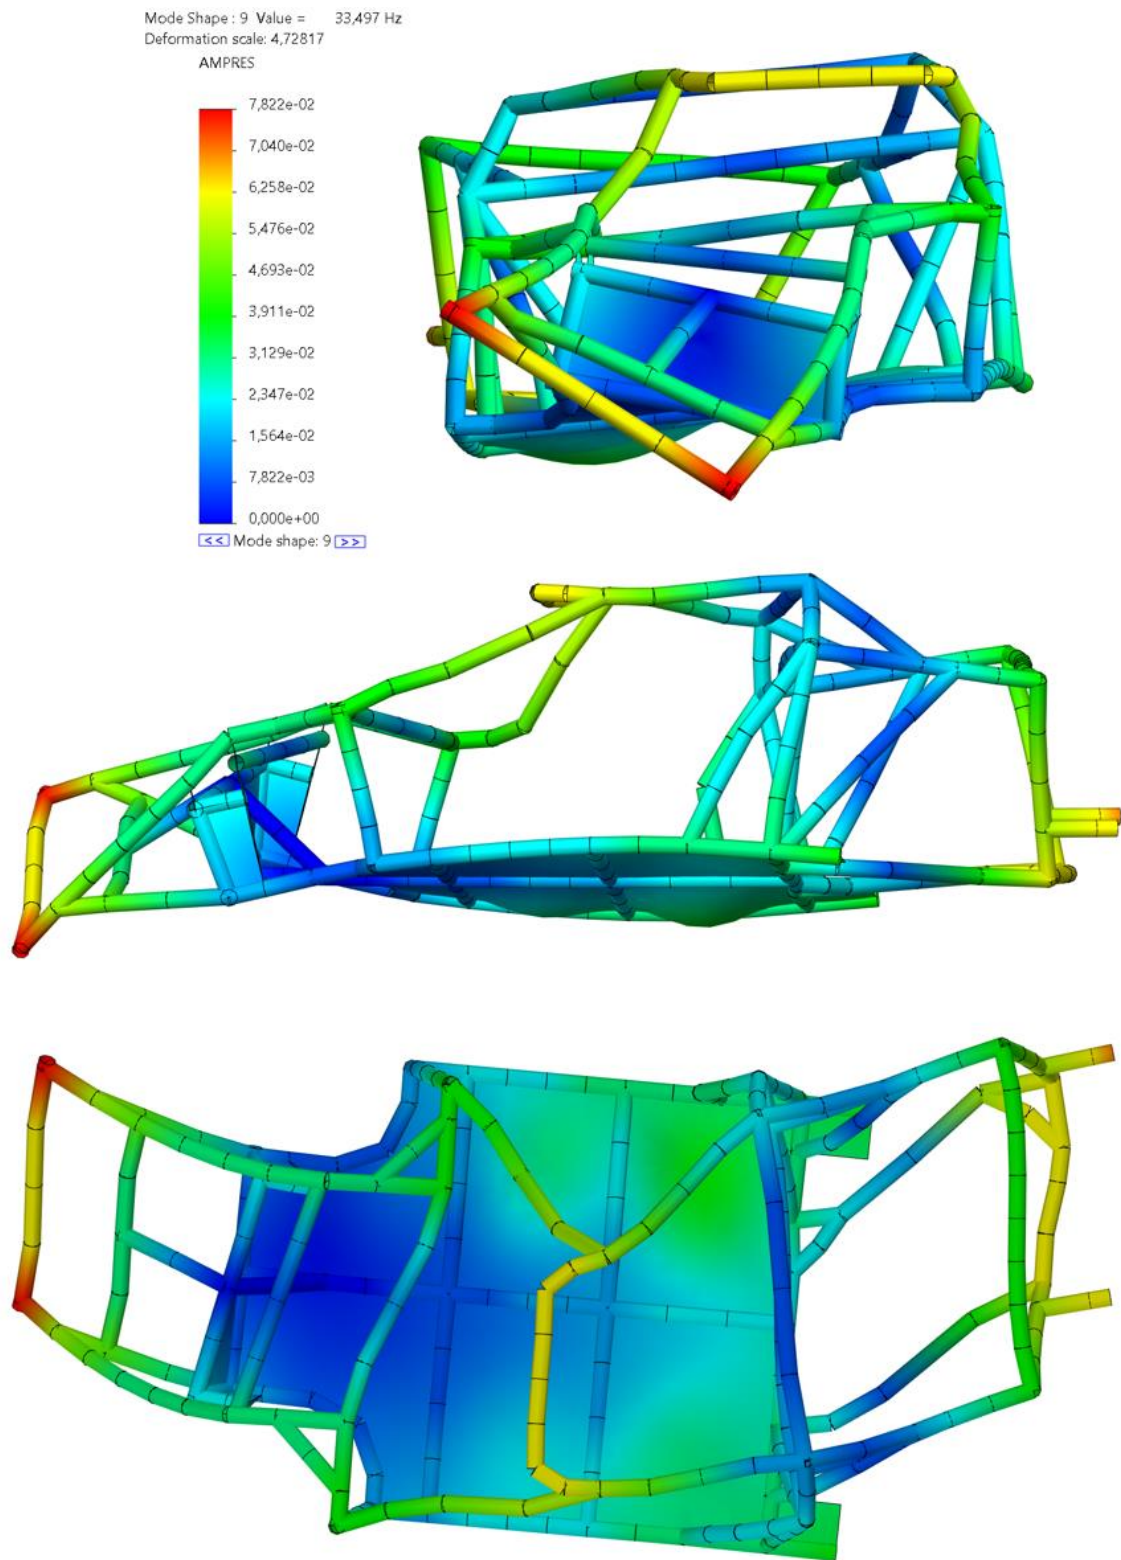 Mode Shape : 9 Value = 33,497 Hz
Deformation scale: 4,72817
AMPRES
7,822e-02
7,040e-02
6,258e-02
5,476e-02
4,693e-02
3,911e-02
3,129e-02
2,347e-02
1,564e-02
7,822e-03
0,000e+00
<< Mode shape: 9 >>